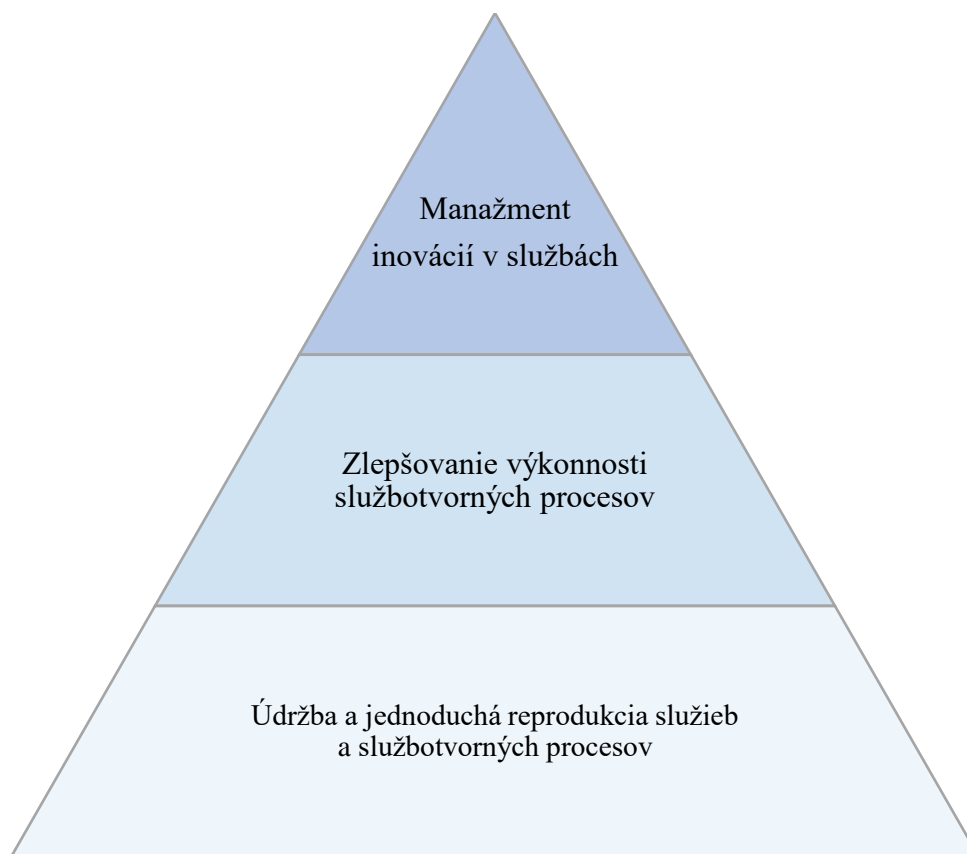 Manažment
inovácií v službách
Zlepšovanie výkonnosti
službotvorných procesov
Údržba a jednoduchá reprodukcia služieb
a službotvorných procesov